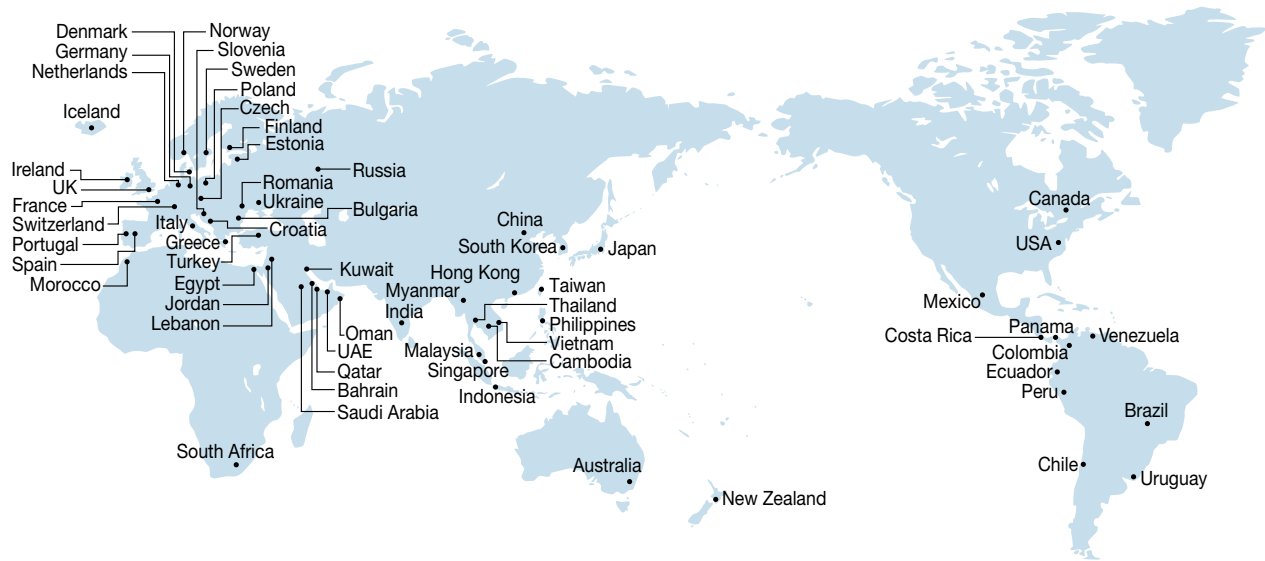 Denmark
Germany
Netherlands
Norway
Slovenia
Sweden
Poland
Czech
Finland
Estonia
Iceland
Ireland
UK
France
Switzerland
Portugal
Spain
Morocco
Italy
Greece
Turkey
Egypt
Jordan
Lebanon
Russia
Romania
Ukraine
Bulgaria
Croatia
Kuwait
Oman
UAE
Qatar
Bahrain
Saudi Arabia
South Africa
China
South Korea
Japan
Hong Kong
Myanmar
India
Taiwan
Thailand
Philippines
Vietnam
Cambodia
Malaysia
Singapore
Indonesia
Australia
New Zealand
Canada
USA
Mexico
Costa Rica
Panama
Venezuela
Colombia
Ecuador
Peru
Brazil
Chile
Uruguay